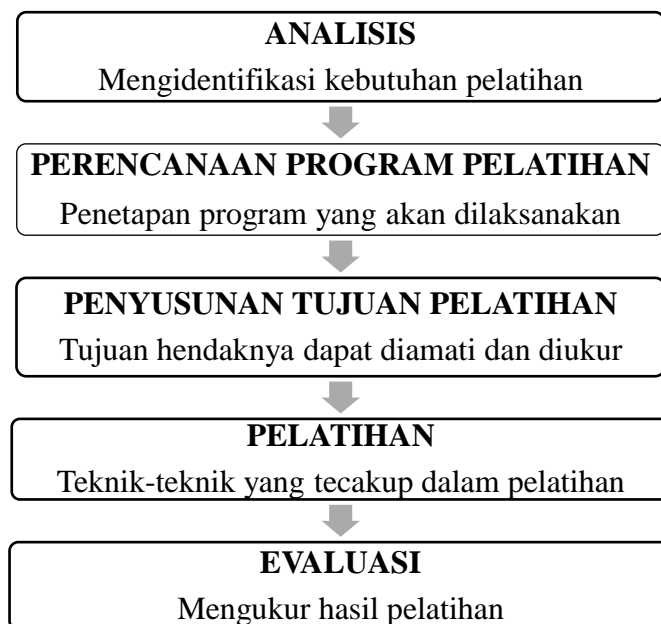 ANALISIS
Mengidentifikasi kebutuhan pelatihan
PERENCANAAN PROGRAM PELATIHAN
Penetapan program yang akan dilaksanakan
PENYUSUNAN TUJUAN PELATIHAN
Tujuan hendaknya dapat diamati dan diukur
PELATIHAN
Teknik-teknik yang tecakup dalam pelatihan
EVALUASI
Mengukur hasil pelatihan